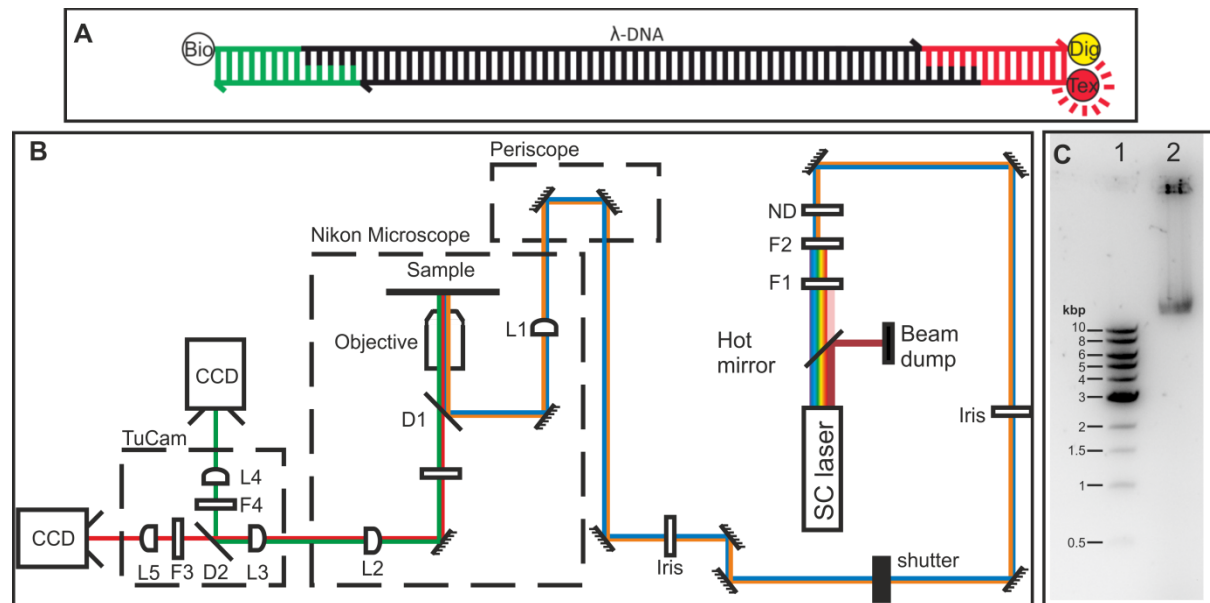 A
λ-DNA
Bio
Dig
Tex
B
Periscope
Nikon Microscope
Sample
Objective
L1
D1
CCD
TuCam
L4
F4
CCD
L5 F3 D2 L3
L2
ND
F2
F1
Hot mirror
Beam dump
SC laser
Iris
Iris
shutter
C
1 2
kbp
10
8
6
5
4
3
2
1.5
1
0.5